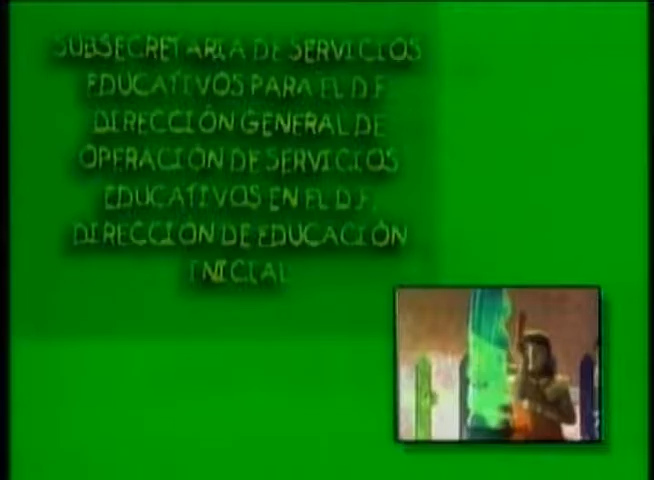 SUBSECRETARÍA DE SERVICIOS
EDUCATIVOS PARA EL D.F.
DIRECCIÓN GENERAL DE
OPERACIÓN DE SERVICIOS
EDUCATIVOS EN EL D.F.
DIRECCIÓN DE EDUCACIÓN
INICIAL